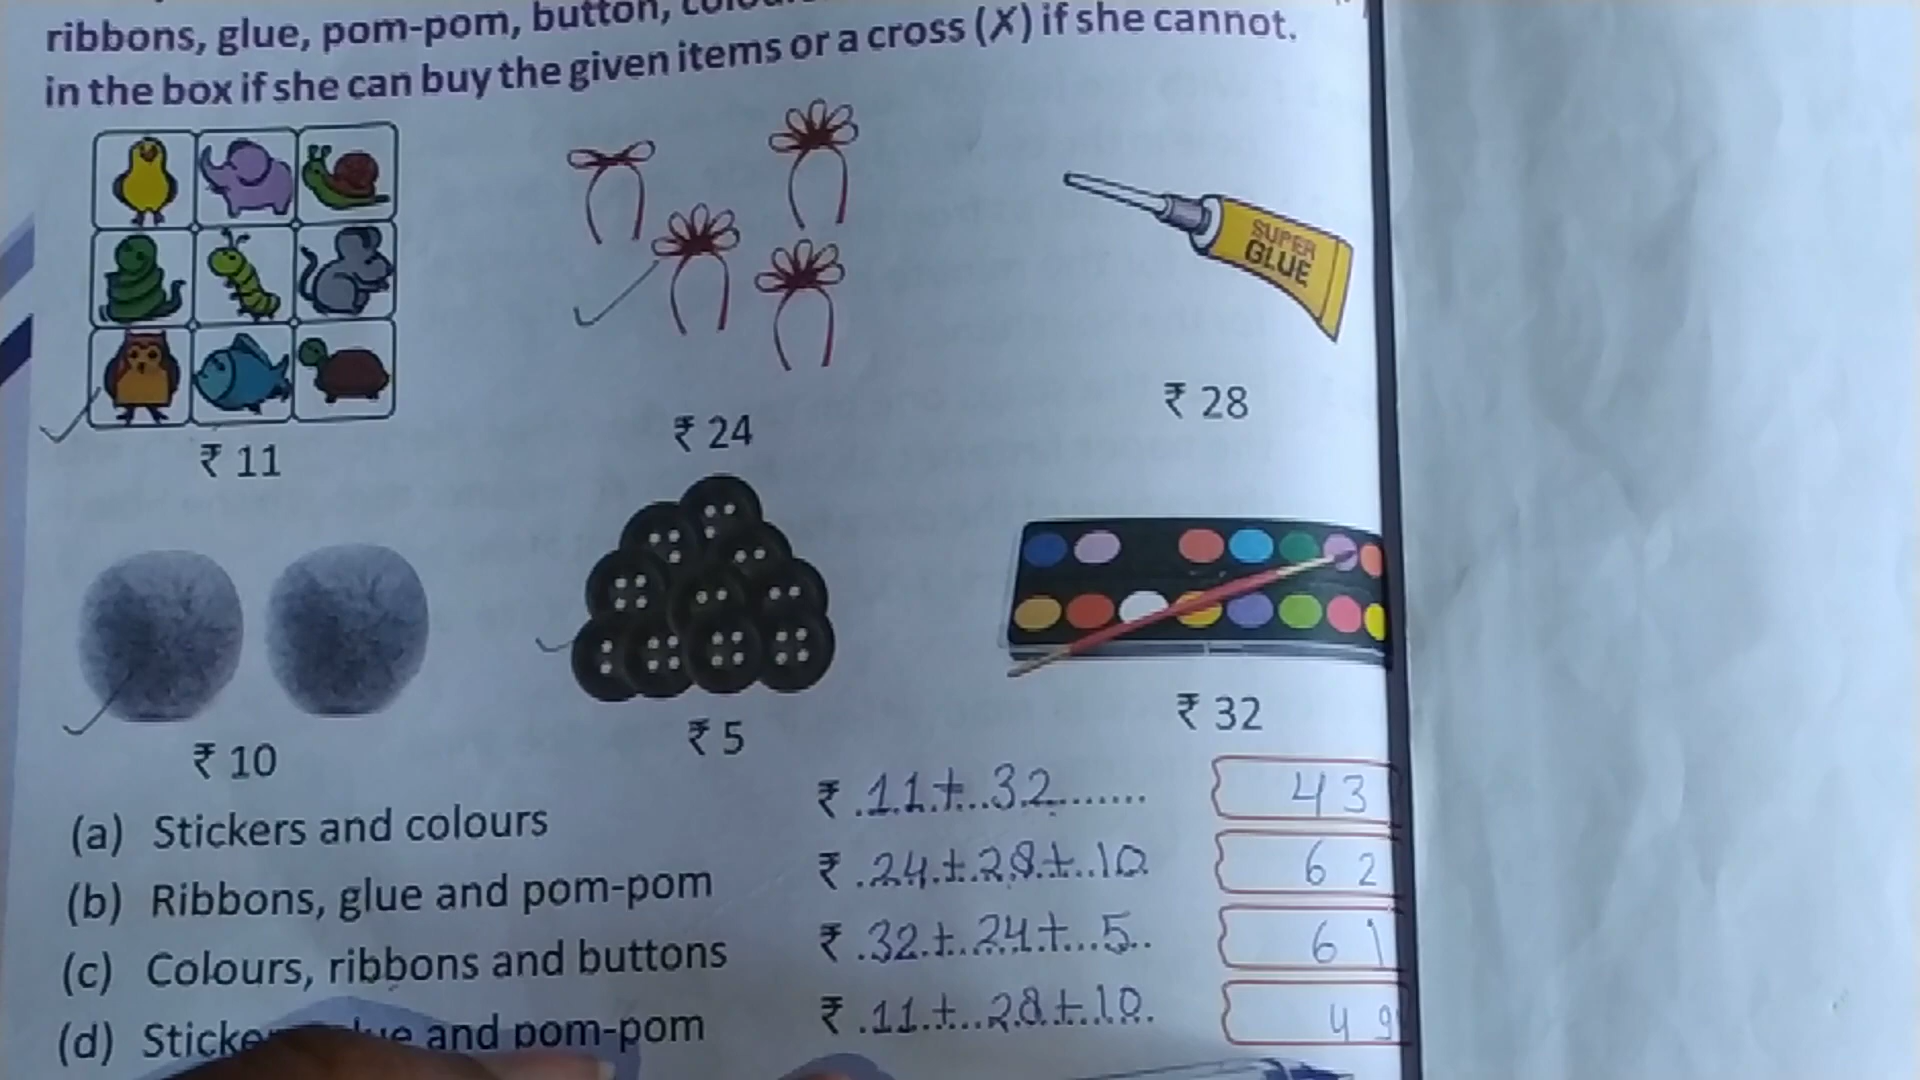 ribbons, glue, pom-pom, button,
in the box if she can buy the given items or a cross (X) if she cannot.
SUPER
GLUE
₹ 11
₹ 24
₹ 28
₹ 10
₹ 5
₹ 32
(a) Stickers and colours ₹ .11.+..32....... 43
(b) Ribbons, glue and pom-pom ₹ .24.+.28.+..10 62
(c) Colours, ribbons and buttons ₹ .32.+..24.+...5.. 61
(d) and pom-pom ₹ .11.+...28.+.10. 49